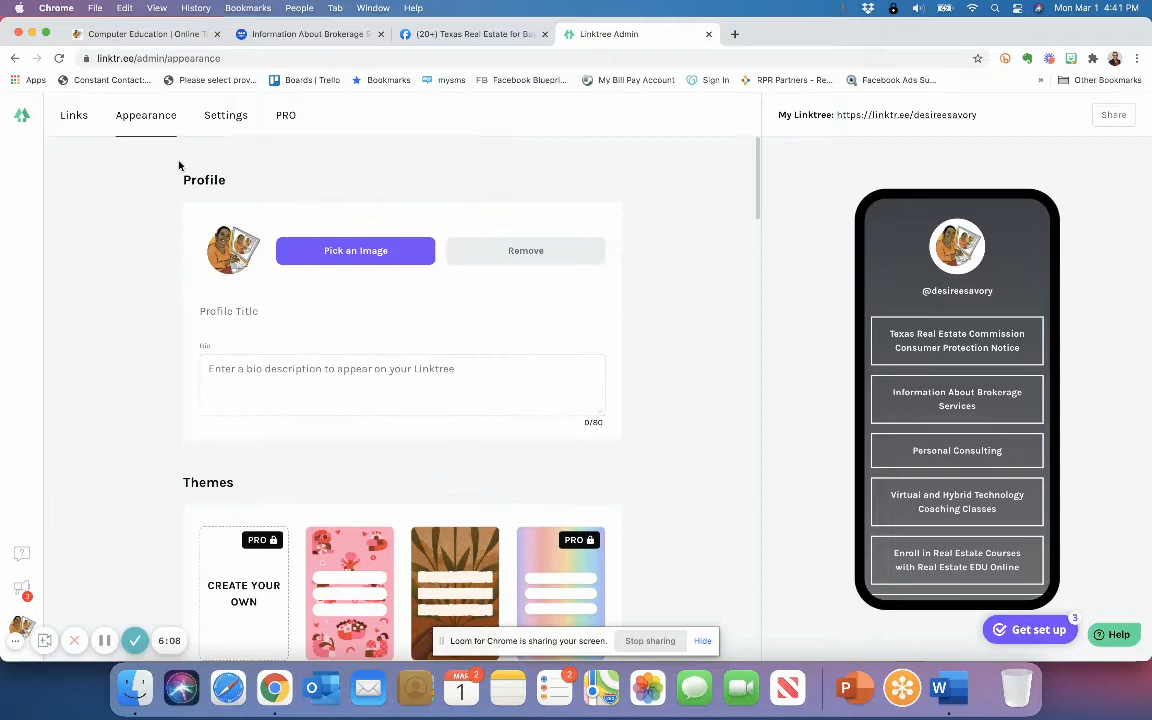 Chrome File Edit View History Bookmarks People Tab Window Help Mon Mar 1 4:41 PM
Computer Education | Online T Information About Brokerage S (20+) Texas Real Estate for Bu Linktree Admin
linktr.ee/admin/appearance
Apps Constant Contact:... Please select prov... Boards | Trello Bookmarks mysms FB Facebook Bluepri... My Bill Pay Account Sign In RPR Partners - Re... Facebook Ads Su... » Other Bookmarks
Links Appearance Settings PRO
My Linktree: https://linktr.ee/desireesavory Share
Profile
Pick an Image Remove
Profile Title
Bio
Enter a bio description to appear on your Linktree
0/80
Themes
PRO
CREATE YOUR
OWN
PRO
@desireesavory
Texas Real Estate Commission
Consumer Protection Notice
Information About Brokerage
Services
Personal Consulting
Virtual and Hybrid Technology
Coaching Classes
Enroll in Real Estate Courses
with Real Estate EDU Online
3
Get set up
? Help
3
6:08
Loom for Chrome is sharing your screen. Stop sharing Hide
MAR 2
1
2
P
W